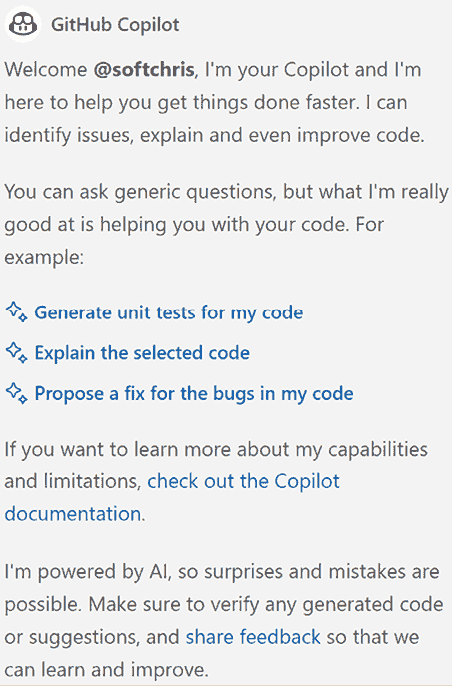 GitHub Copilot
Welcome @softchris, I'm your Copilot and I'm
here to help you get things done faster. I can
identify issues, explain and even improve code.
You can ask generic questions, but what I'm really
good at is helping you with your code. For
example:
Generate unit tests for my code
Explain the selected code
Propose a fix for the bugs in my code
If you want to learn more about my capabilities
and limitations, check out the Copilot
documentation.
I'm powered by AI, so surprises and mistakes are
possible. Make sure to verify any generated code
or suggestions, and share feedback so that we
can learn and improve.